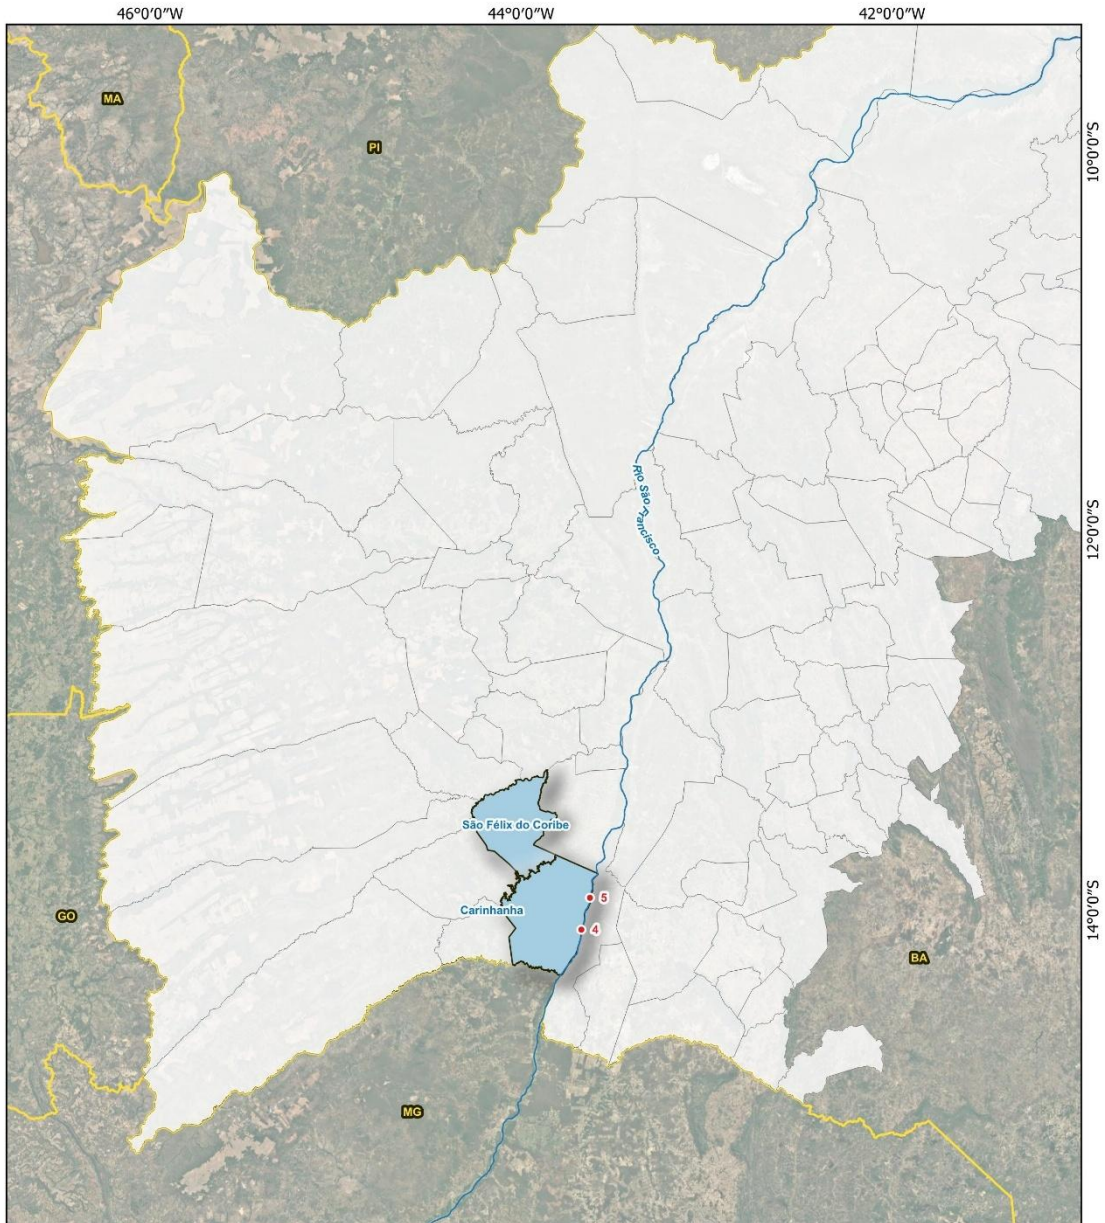 46°0'0"W 44°0'0"W 42°0'0"W
MA
PI
10°0'0"S
Rio São Francisco
12°0'0"S
São Félix do Coribe
Carinhanha
5
4
14°0'0"S
GO
BA
MG